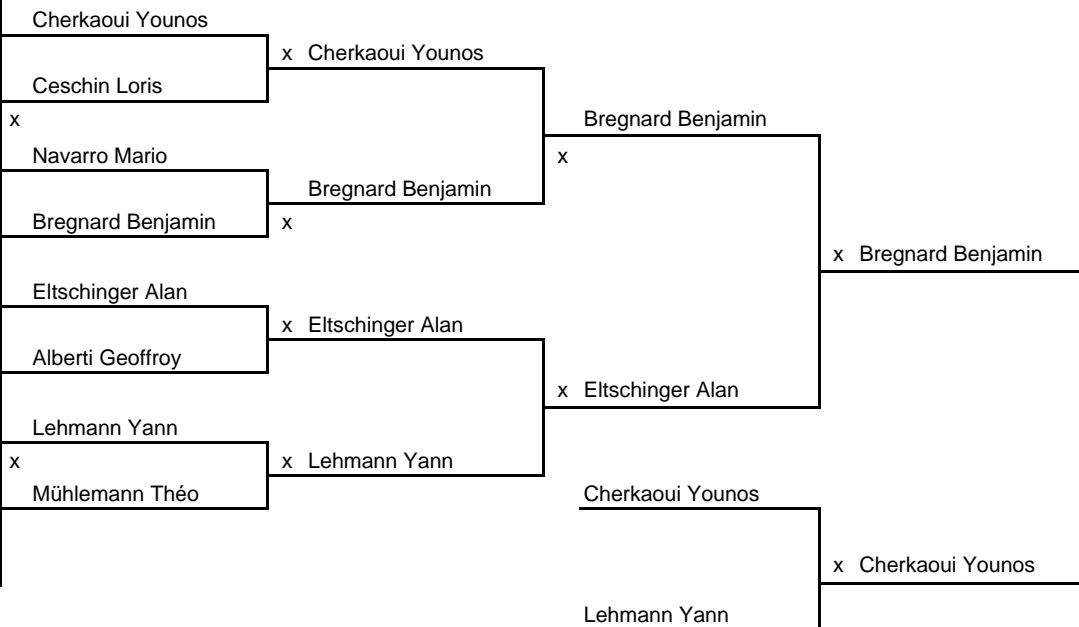 Cherkaoui Younos
x Cherkaoui Younos
Ceschin Loris
x
Bregnard Benjamin
Navarro Mario
x
Bregnard Benjamin
Bregnard Benjamin
x
x Bregnard Benjamin
Eltschinger Alan
x Eltschinger Alan
Alberti Geoffroy
x Eltschinger Alan
Lehmann Yann
x
x Lehmann Yann
Mühlemann Théo
Cherkaoui Younos
x Cherkaoui Younos
Lehmann Yann